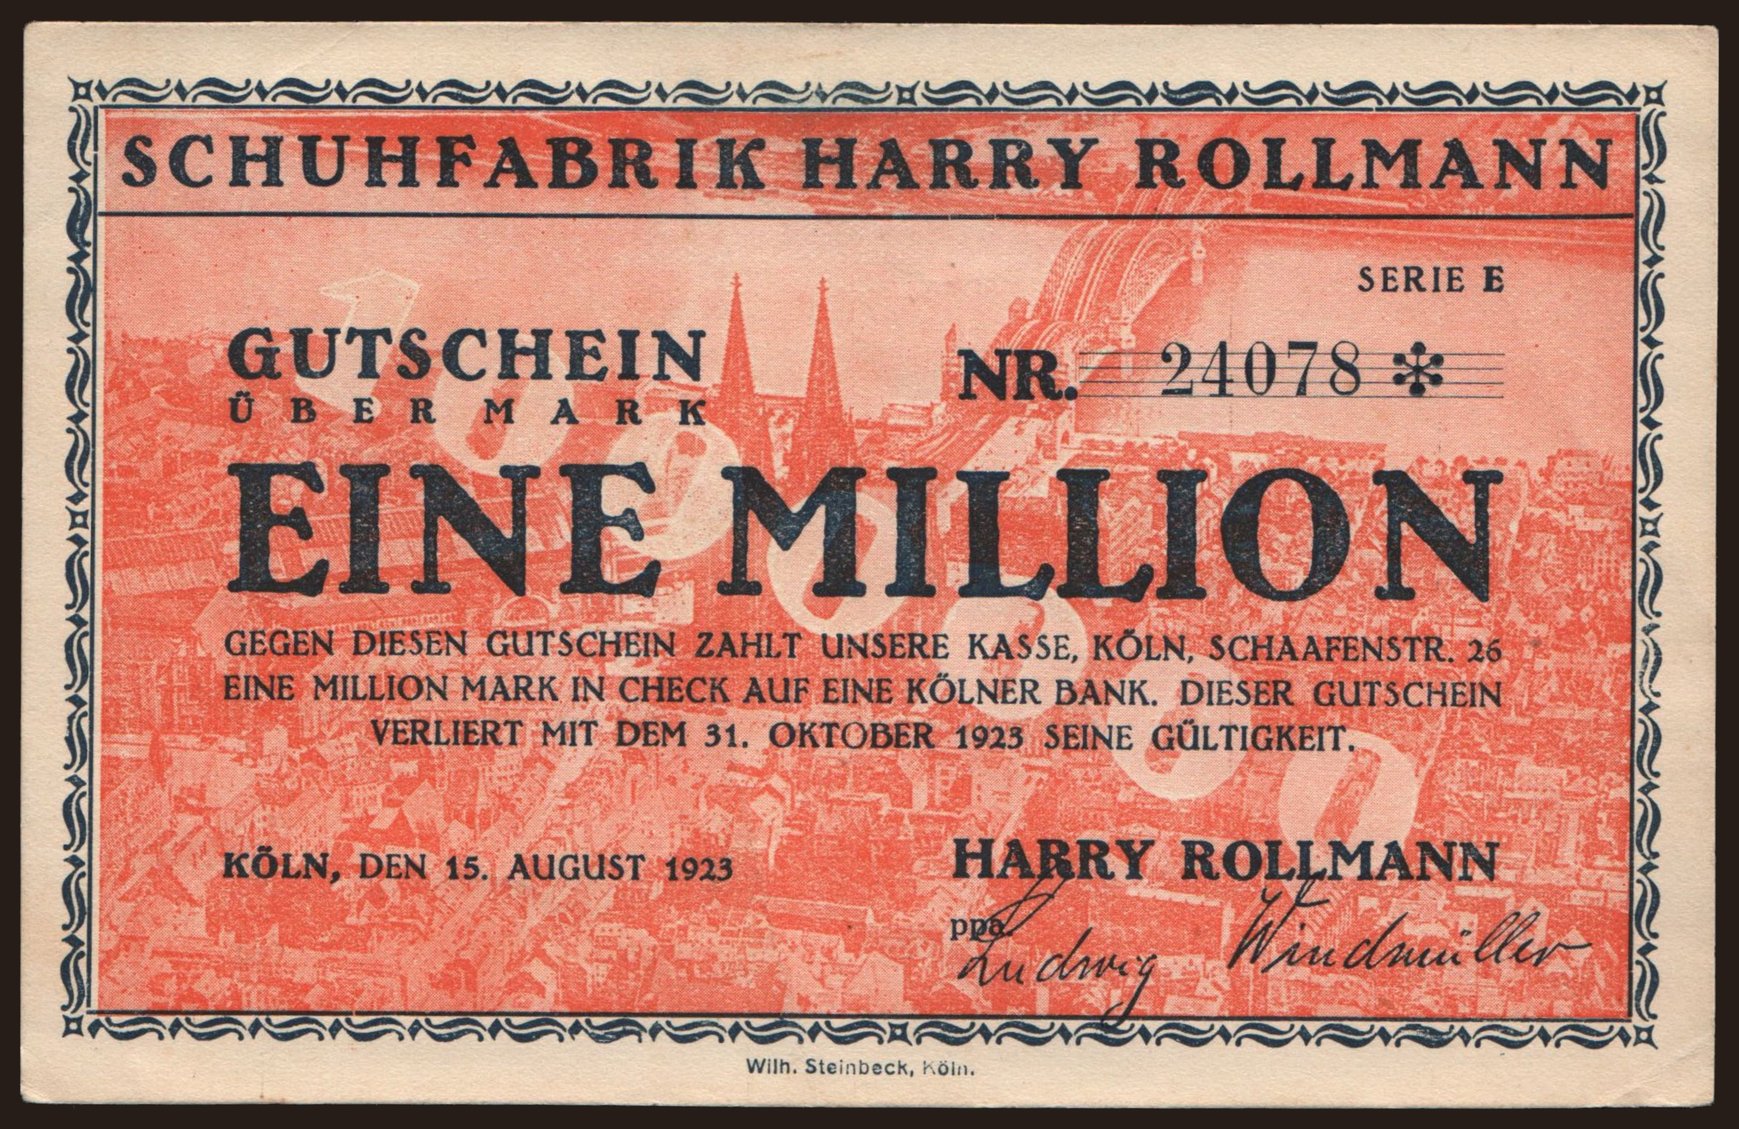 SCHUHFABRIK HARRY ROLLMANN
SERIE E
GUTSCHEIN
ÜBER MARK
NR. 24078
1000000
EINE MILLION
GEGEN DIESEN GUTSCHEIN ZAHLT UNSERE KASSE, KÖLN, SCHAAFENSTR. 26
EINE MILLION MARK IN CHECK AUF EINE KÖLNER BANK. DIESER GUTSCHEIN
VERLIERT MIT DEM 31. OKTOBER 1923 SEINE GÜLTIGKEIT.
KÖLN, DEN 15. AUGUST 1923
HARRY ROLLMANN
ppa.
Ludwig Windmüller
Wilh. Steinbeck, Köln.